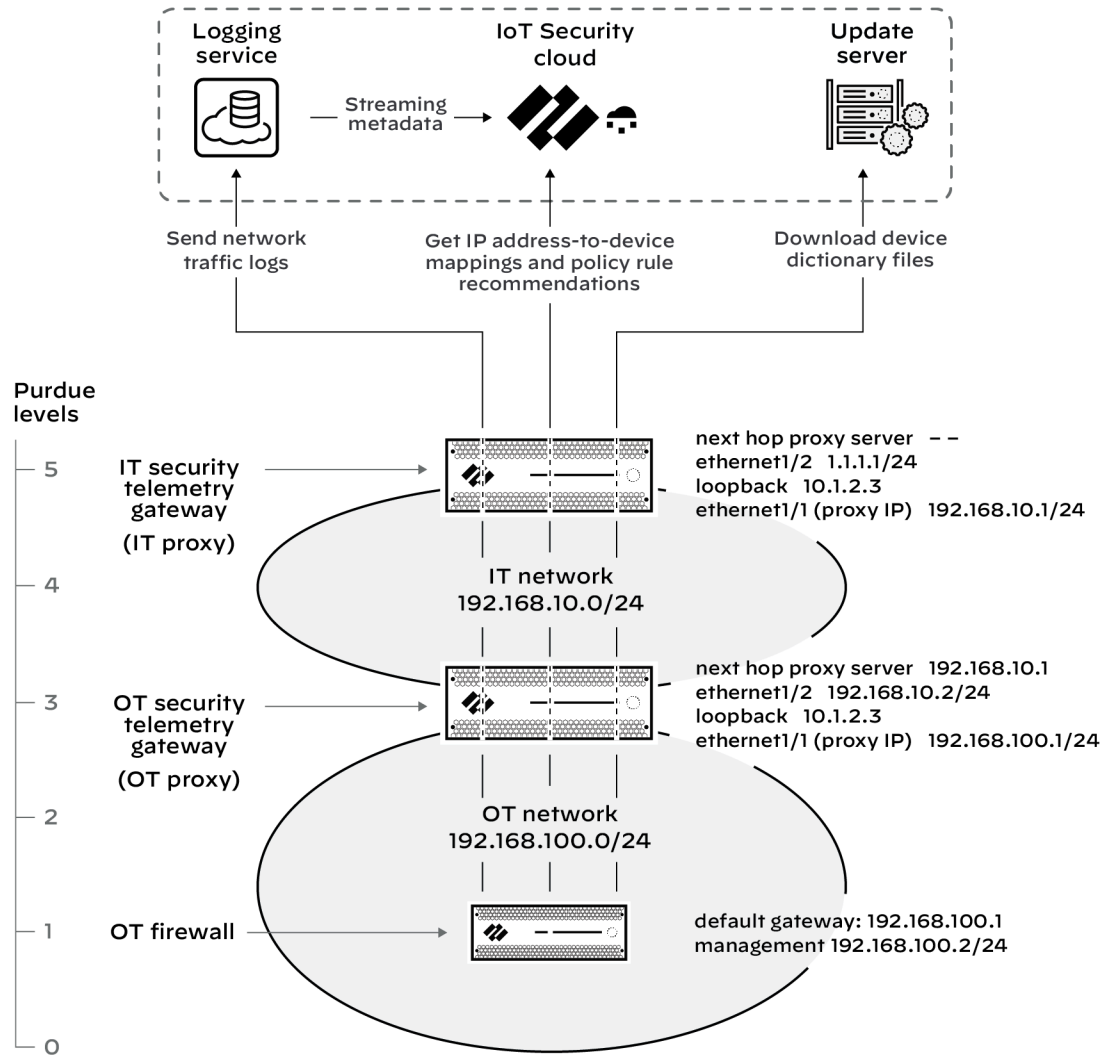 Logging
service
IoT Security
cloud
Update
server
Streaming
metadata
Send network
traffic logs
Get IP address-to-device
mappings and policy rule
recommendations
Download device
dictionary files
Purdue
levels
5
4
3
2
1
0
IT security
telemetry
gateway
(IT proxy)
next hop proxy server – –
ethernet1/2 1.1.1.1/24
loopback 10.1.2.3
ethernet1/1 (proxy IP) 192.168.10.1/24
IT network
192.168.10.0/24
OT security
telemetry
gateway
(OT proxy)
next hop proxy server 192.168.10.1
ethernet1/2 192.168.10.2/24
loopback 10.1.2.3
ethernet1/1 (proxy IP) 192.168.100.1/24
OT network
192.168.100.0/24
OT firewall
default gateway: 192.168.100.1
management 192.168.100.2/24